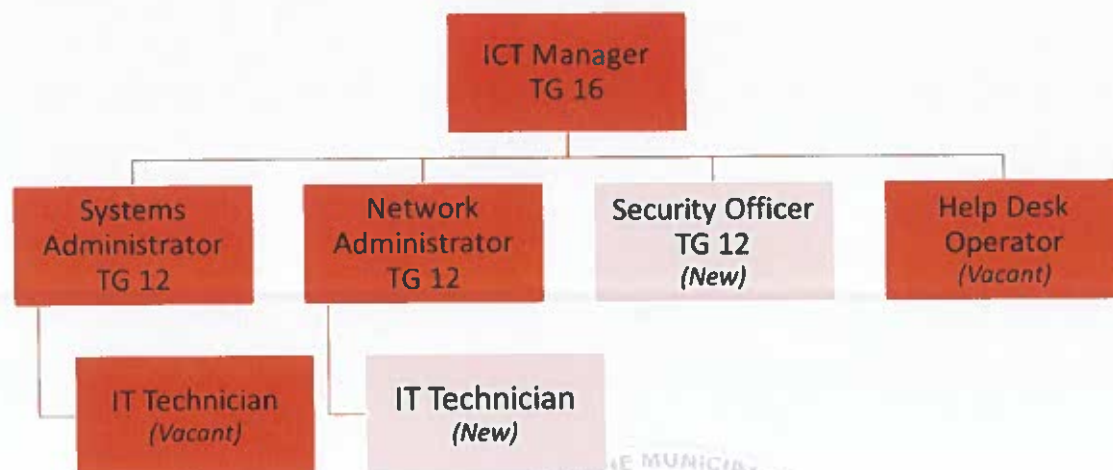 ICT Manager
TG 16
Systems
Administrator
TG 12
Network
Administrator
TG 12
Security Officer
TG 12
(New)
Help Desk
Operator
(Vacant)
IT Technician
(Vacant)
IT Technician
(New)